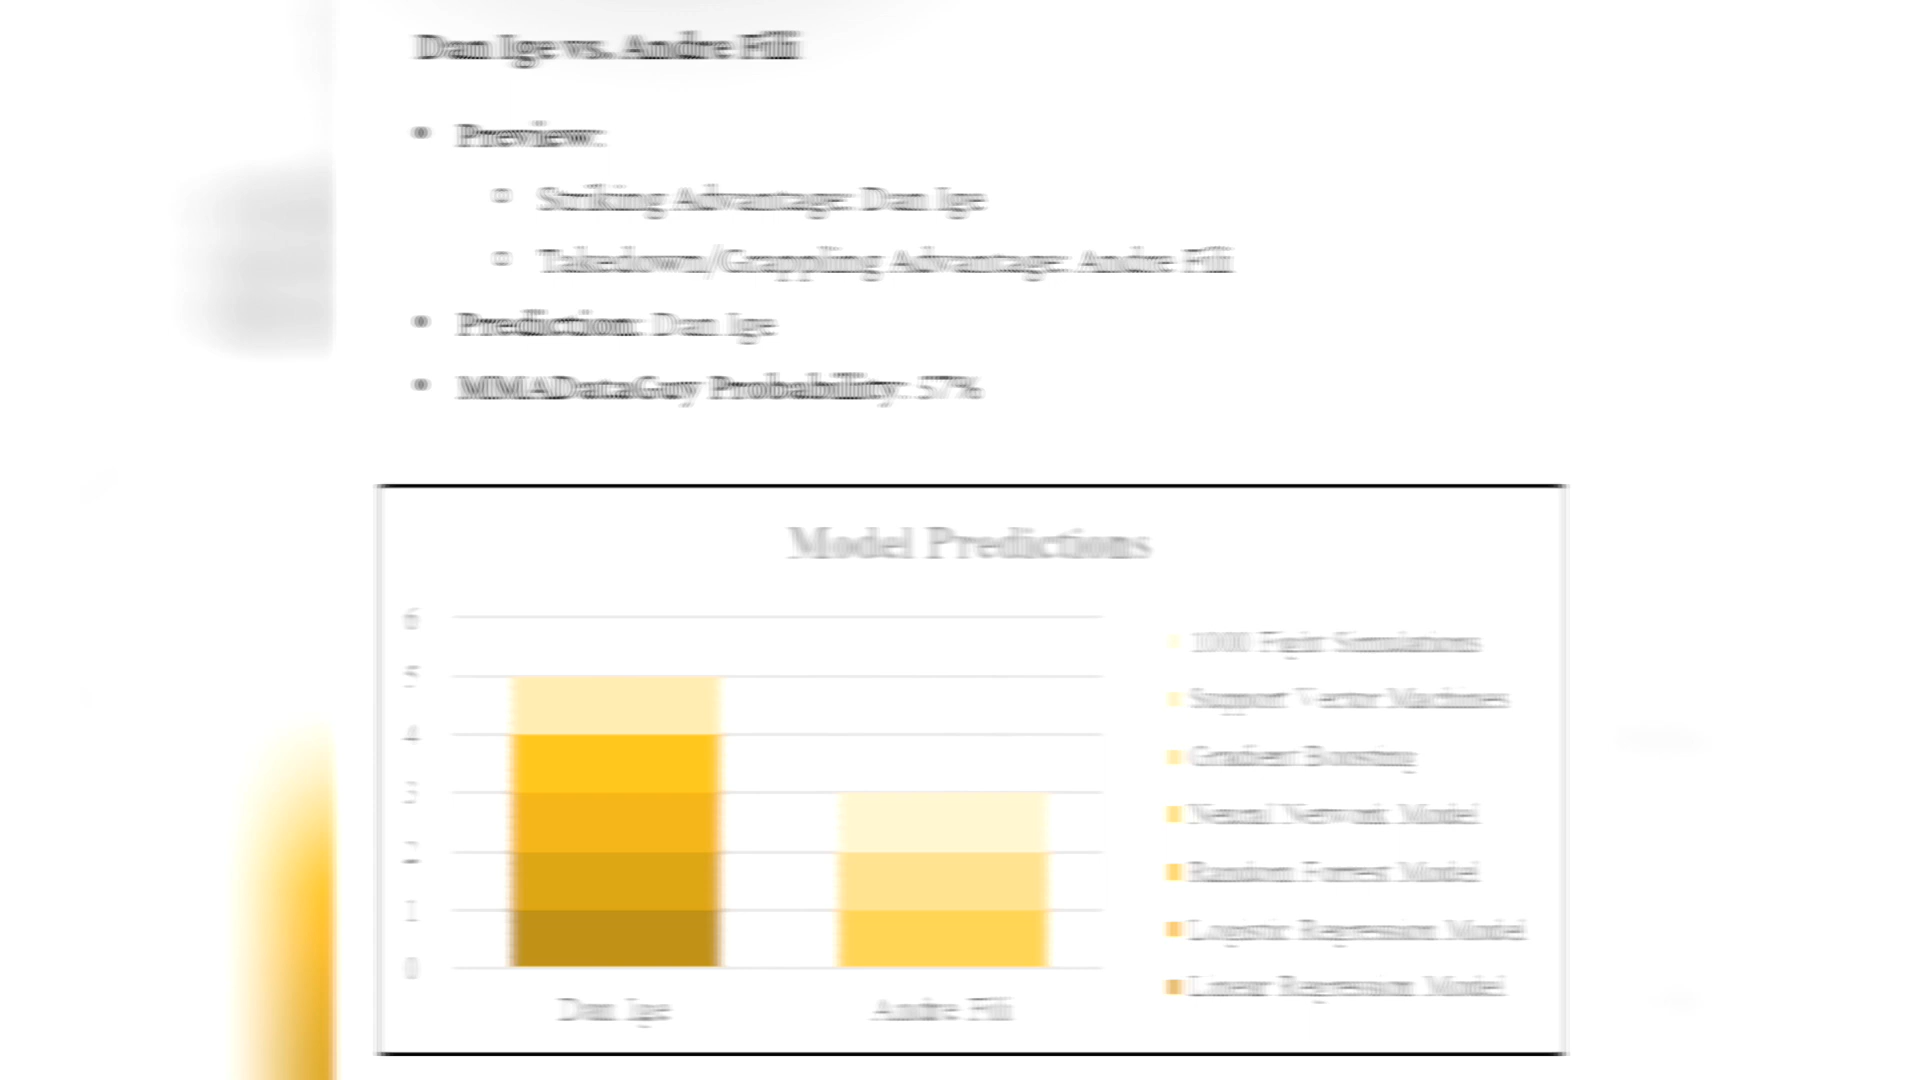 Dan Ige vs. Andre Fili
• Preview:
○ Striking Advantage: Dan Ige
○ Takedown/Grappling Advantage: Andre Fili
• Prediction: Dan Ige
• MMADataGuy Probability: 57%
Model Predictions
6
5
4
3
2
1
0
Dan Ige
Andre Fili
1000 Fight Simulations
Support Vector Machines
Gradient Boosting
Neural Network Model
Random Forrest Model
Logistic Regression Model
Linear Regression Model